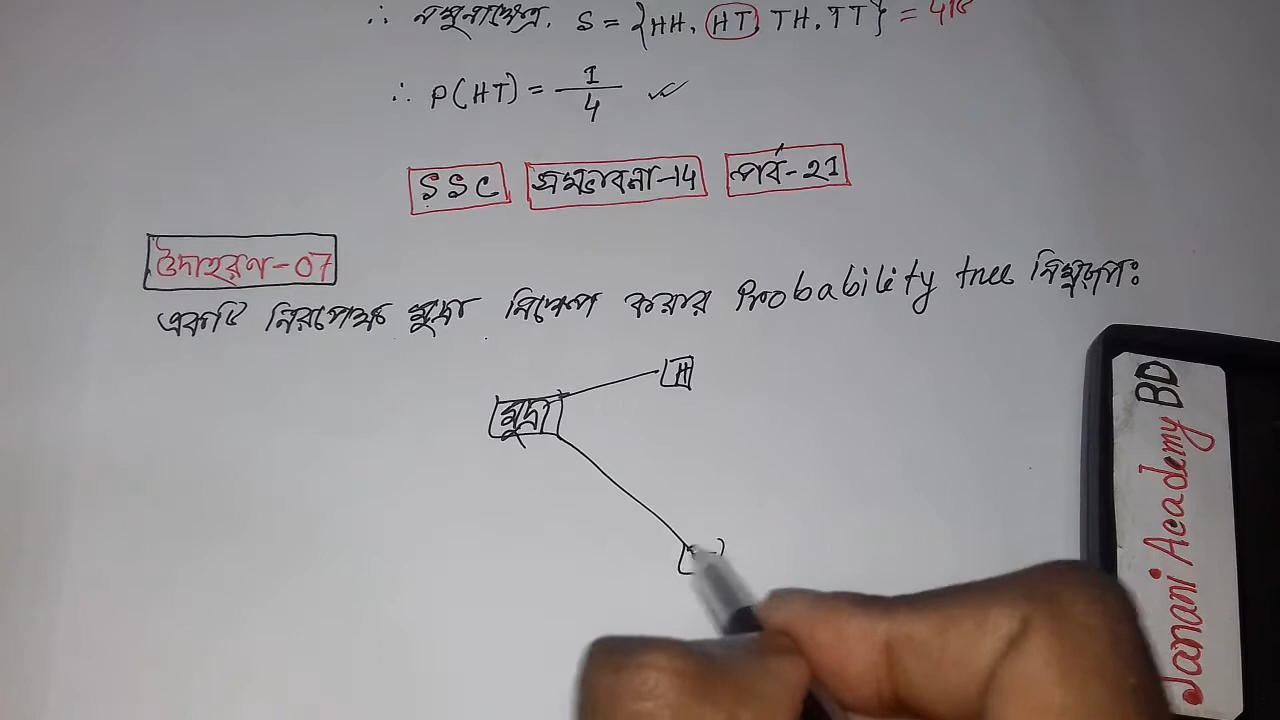 ∴ নমুনাক্ষেত্র, S = {HH, HT, TH, TT} = 4টি
∴ P(HT) = 1/4 ✓
SSC সম্ভাবনা-14 পর্ব-21
উদাহরণ-07
একটি নিরপেক্ষ মুদ্রা নিক্ষেপ করার Probability tree নিম্নরূপঃ
H
মুদ্রা
Janani Academy BD